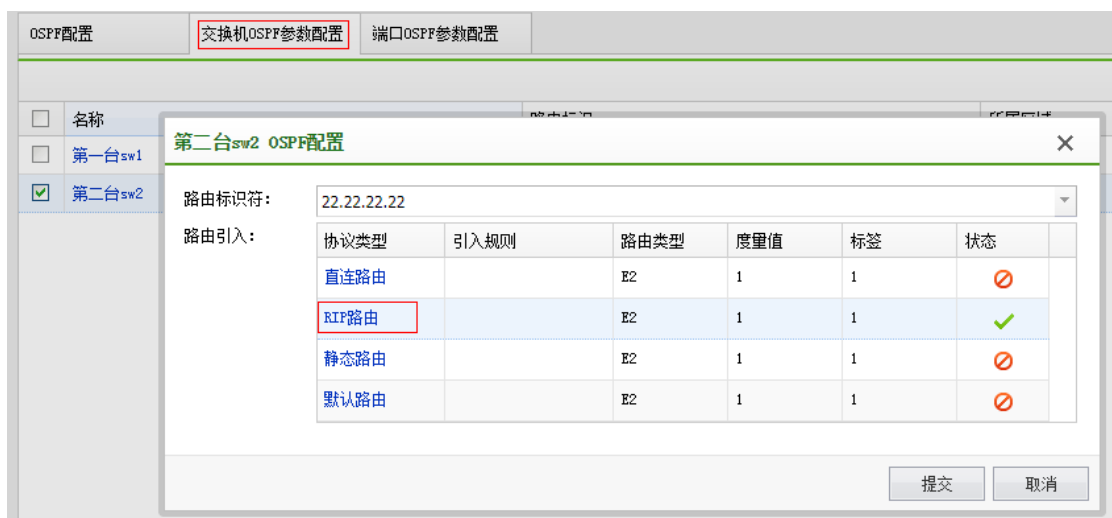 OSPF配置 交换机OSPF参数配置 端口OSPF参数配置
名称
第一台sw1
第二台sw2
第二台sw2 OSPF配置
路由标识符： 22.22.22.22
路由引入： 协议类型 引入规则 路由类型 度量值 标签 状态
直连路由 E2 1 1
RIP路由 E2 1 1
静态路由 E2 1 1
默认路由 E2 1 1
提交 取消